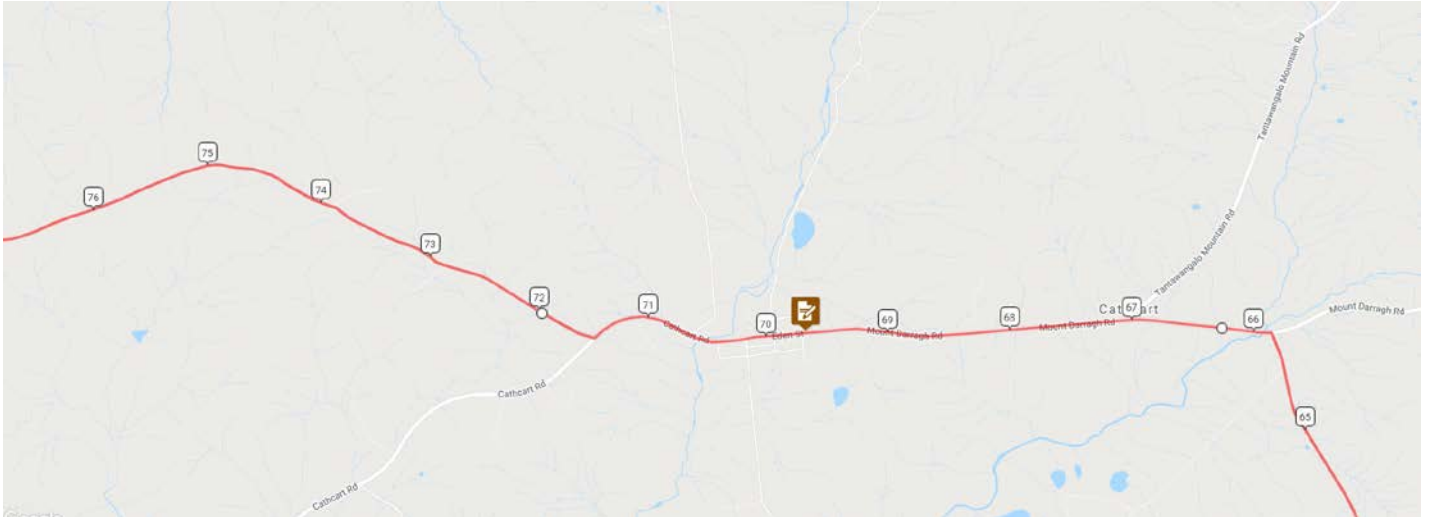 Tantawangalo Mountain Rd
75
76
74
Tantawangalo Mountain Rd
73
72
71
Cathcart Rd
70
Eden St
69
Mount Darragh Rd
68
Mount Darragh Rd
Cathcart
67
66
Mount Darragh Rd
Cathcart Rd
65
Cathcart Rd